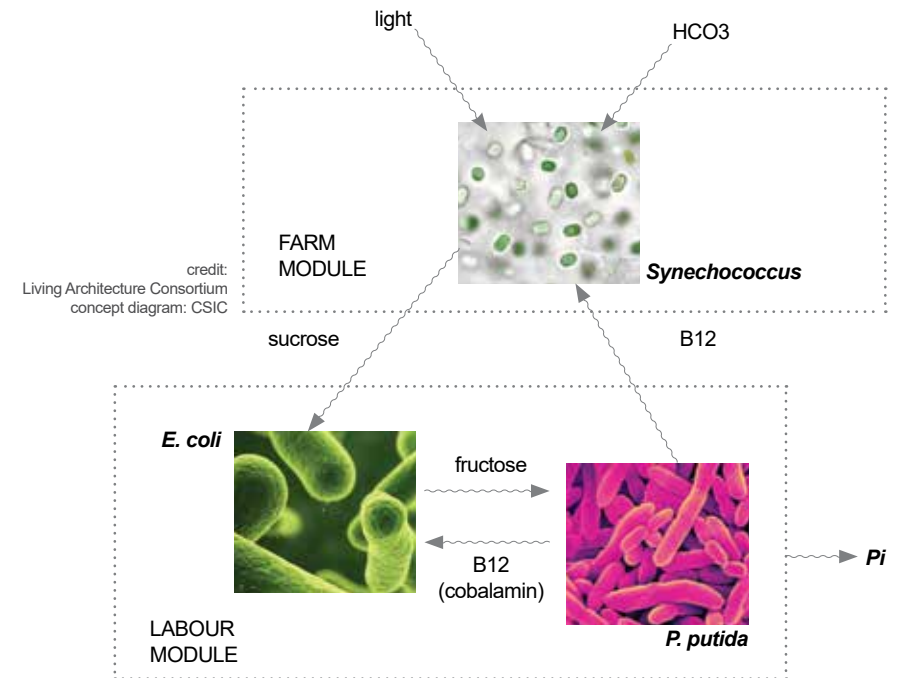 light
HCO3
FARM
MODULE
Synechococcus
credit:
Living Architecture Consortium
concept diagram: CSIC
sucrose
B12
E. coli
fructose
B12
(cobalamin)
Pi
P. putida
LABOUR
MODULE